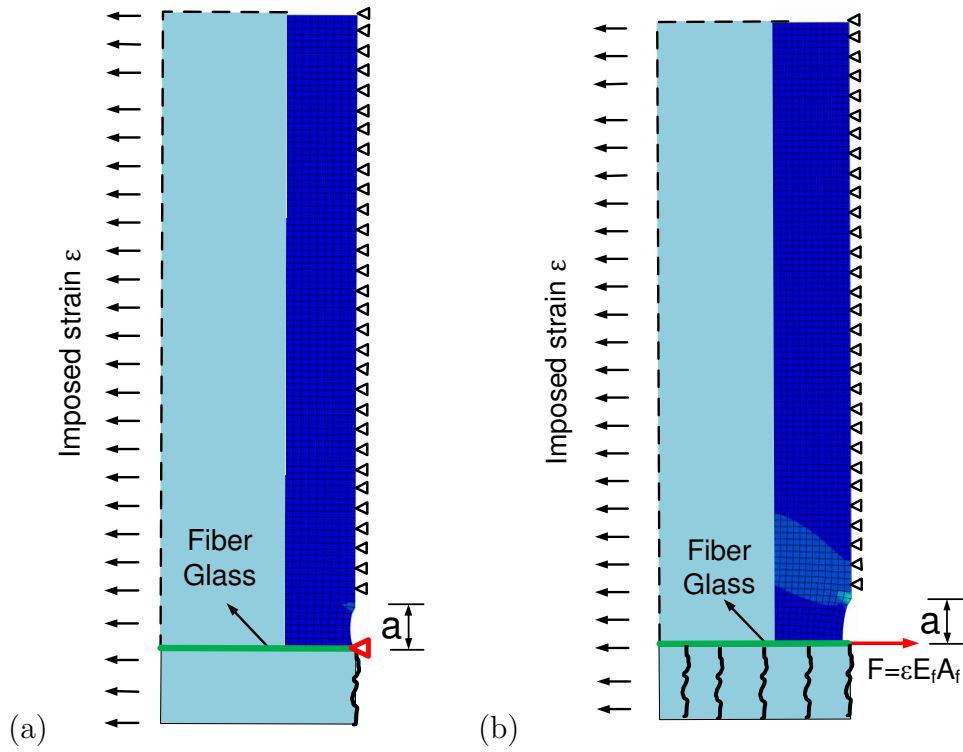 Imposed strain ε
Fiber
Glass
a
(a)
Imposed strain ε
Fiber
Glass
a
F=εE_fA_f
(b)